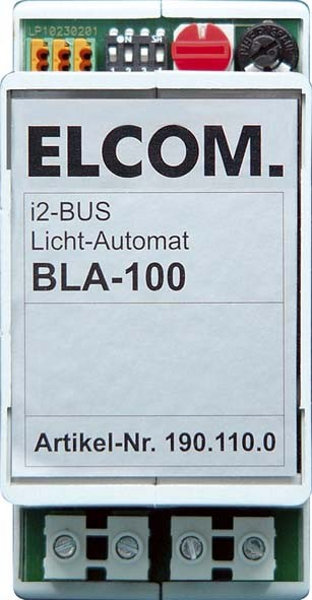 LP10230201
ELCOM.
i2-BUS
Licht-Automat
BLA-100
Artikel-Nr. 190.110.0